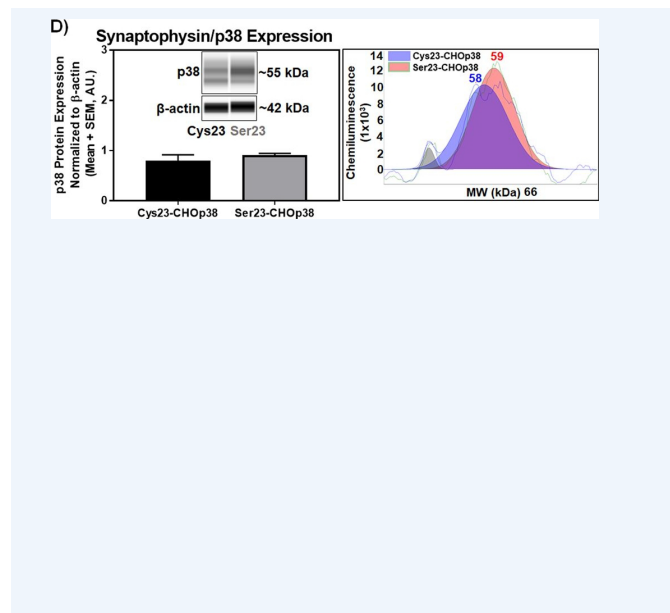 D)
Synaptophysin/p38 Expression
p38 Protein Expression
Normalized to β-actin
(Mean + SEM, AU.)
3
2
1
0
p38
~55 kDa
β-actin
~42 kDa
Cys23 Ser23
Cys23-CHOp38
Ser23-CHOp38
Chemiluminescence
(1x10³)
14
12
10
8
6
4
2
0
Cys23-CHOp38
Ser23-CHOp38
59
58
MW (kDa) 66